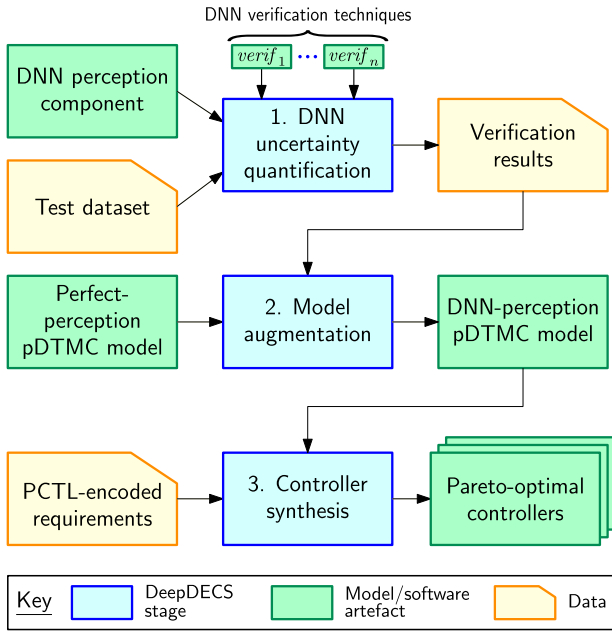 DNN verification techniques
verif1 ··· verifn
DNN perception
component
1. DNN
uncertainty
quantification
Verification
results
Test dataset
Perfect-
perception
pDTMC model
2. Model
augmentation
DNN-perception
pDTMC model
PCTL-encoded
requirements
3. Controller
synthesis
Pareto-optimal
controllers
Key
DeepDECS
stage
Model/software
artefact
Data